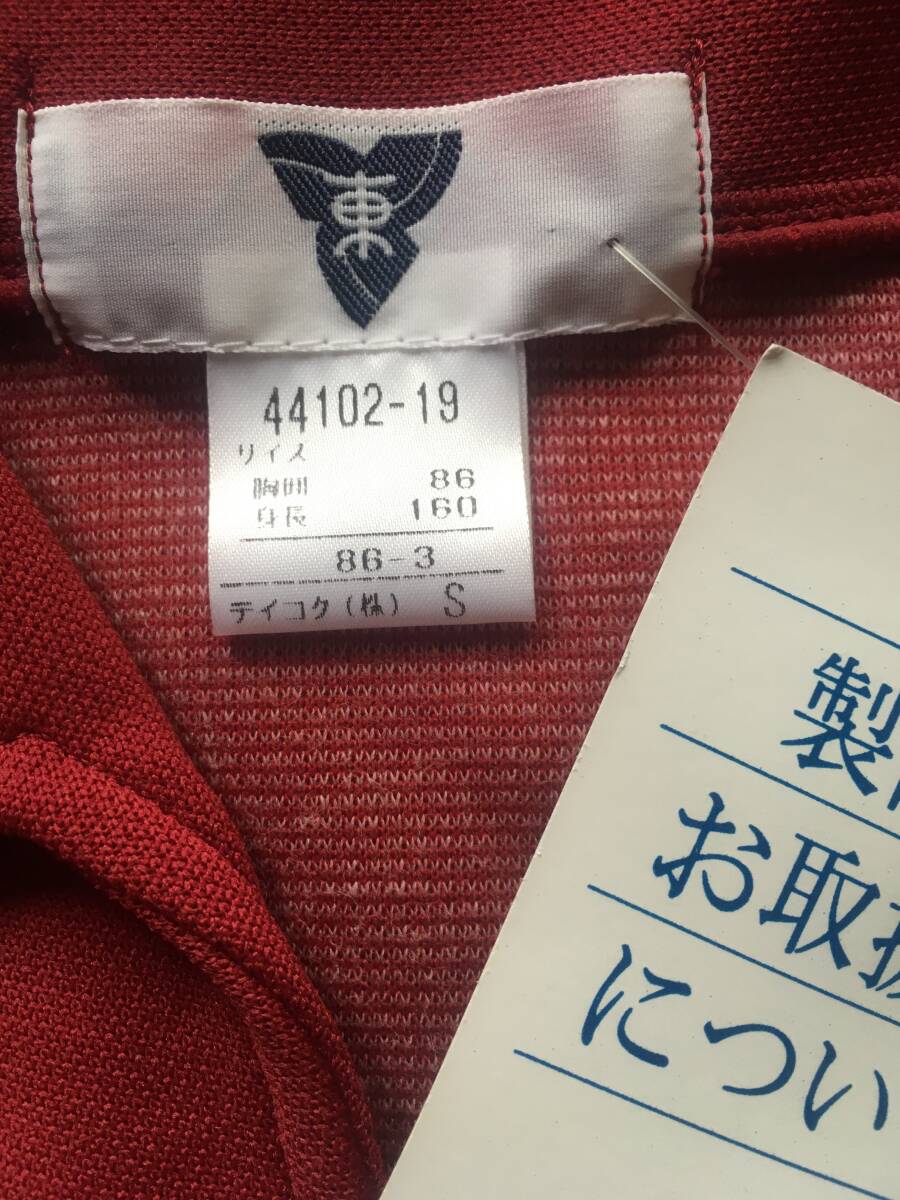 東
44102-19
サイズ
胸囲 86
身長 160
86-3
テイコク(株) S
製
お取扱
につい